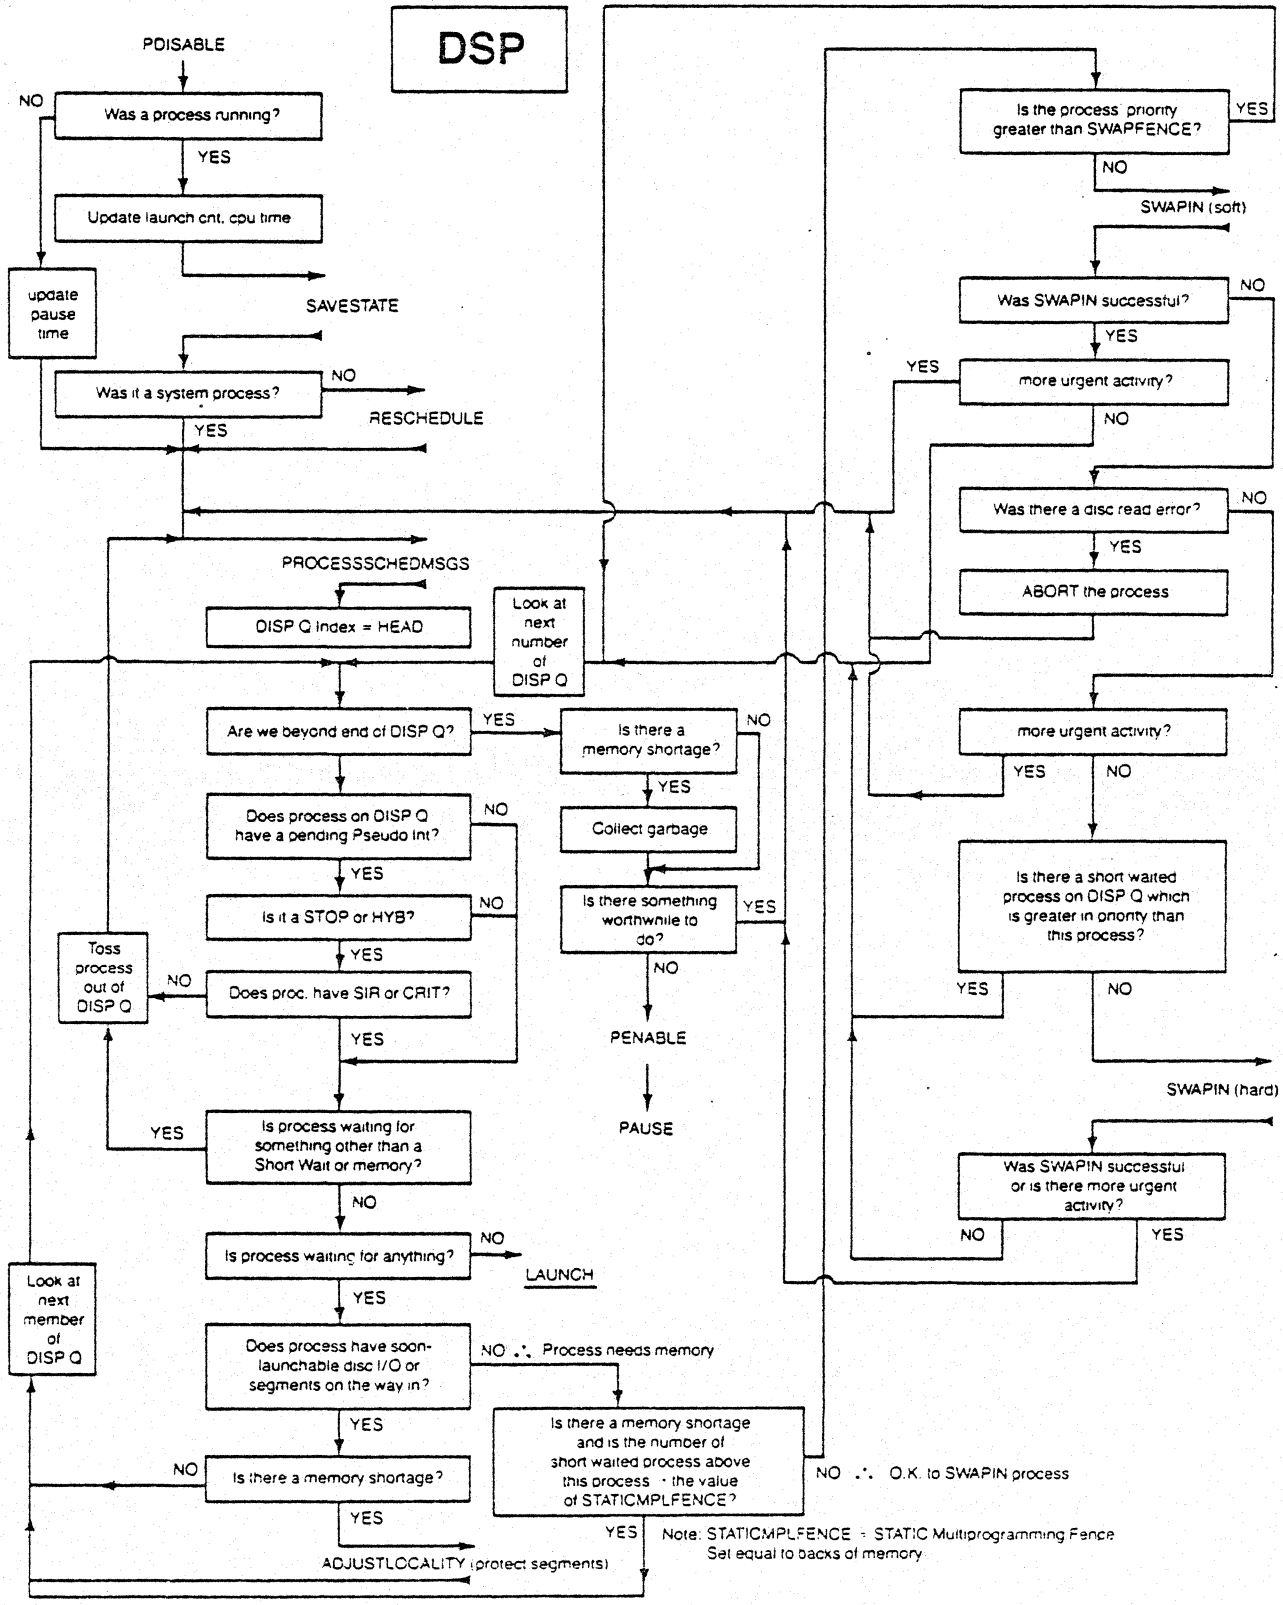 DSP
PDISABLE
NO
Was a process running?
YES
Update launch cnt, cpu time
update
pause
time
SAVESTATE
Was it a system process?
NO
RESCHEDULE
YES
PROCESSSCHEDMSGS
DISP Q Index = HEAD
Look at
next
number
of
DISP Q
Are we beyond end of DISP Q?
YES
Is there a
memory shortage?
NO
YES
Collect garbage
Does process on DISP Q
have a pending Pseudo Int?
NO
YES
Is it a STOP or HYB?
NO
YES
Is there something
worthwhile to
do?
YES
NO
PENABLE
PAUSE
Toss
process
out of
DISP Q
NO
Does proc. have SIR or CRIT?
YES
YES
Is process waiting for
something other than a
Short Wait or memory?
NO
Is process waiting for anything?
NO
LAUNCH
YES
Look at
next
member
of
DISP Q
Does process have soon-
launchable disc I/O or
segments on the way in?
NO ∴ Process needs memory
YES
NO
Is there a memory shortage?
YES
ADJUSTLOCALITY (protect segments)
Is there a memory shortage
and is the number of
short waited process above
this process · the value
of STATICMPLFENCE?
NO ∴ O.K. to SWAPIN process
YES
Note: STATICMPLFENCE = STATIC Multiprogramming Fence
Set equal to backs of memory
Is the process priority
greater than SWAPFENCE?
YES
NO
SWAPIN (soft)
Was SWAPIN successful?
NO
YES
YES
more urgent activity?
NO
Was there a disc read error?
NO
YES
ABORT the process
more urgent activity?
YES
NO
Is there a short waited
process on DISP Q which
is greater in priority than
this process?
YES
NO
SWAPIN (hard)
Was SWAPIN successful
or is there more urgent
activity?
NO
YES